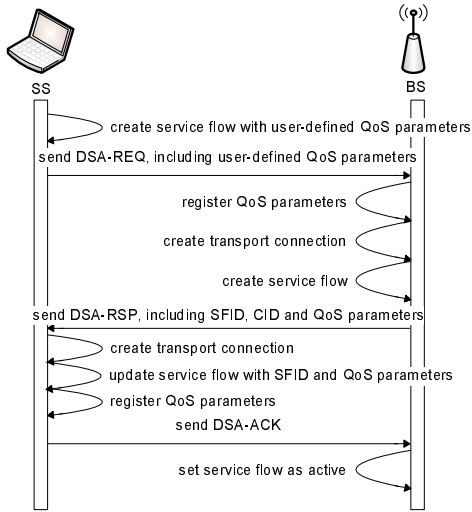 SS
BS
create service flow with user-defined QoS parameters
send DSA-REQ, including user-defined QoS parameters
register QoS parameters
create transport connection
create service flow
send DSA-RSP, including SFID, CID and QoS parameters
create transport connection
update service flow with SFID and QoS parameters
register QoS parameters
send DSA-ACK
set service flow as active